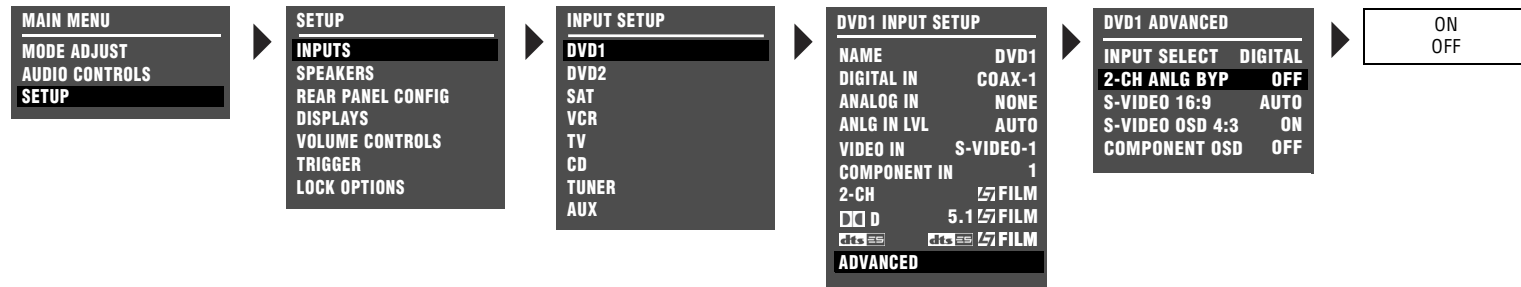 MAIN MENU
MODE ADJUST
AUDIO CONTROLS
SETUP
SETUP
INPUTS
SPEAKERS
REAR PANEL CONFIG
DISPLAYS
VOLUME CONTROLS
TRIGGER
LOCK OPTIONS
INPUT SETUP
DVD1
DVD2
SAT
VCR
TV
CD
TUNER
AUX
DVD1 INPUT SETUP
NAME DVD1
DIGITAL IN COAX-1
ANALOG IN NONE
ANLG IN LVL AUTO
VIDEO IN S-VIDEO-1
COMPONENT IN 1
2-CH L7 FILM
D 5.1 L7 FILM
dts ES dts ES L7 FILM
ADVANCED
DVD1 ADVANCED
INPUT SELECT DIGITAL
2-CH ANLG BYP OFF
S-VIDEO 16:9 AUTO
S-VIDEO OSD 4:3 ON
COMPONENT OSD OFF
ON
OFF